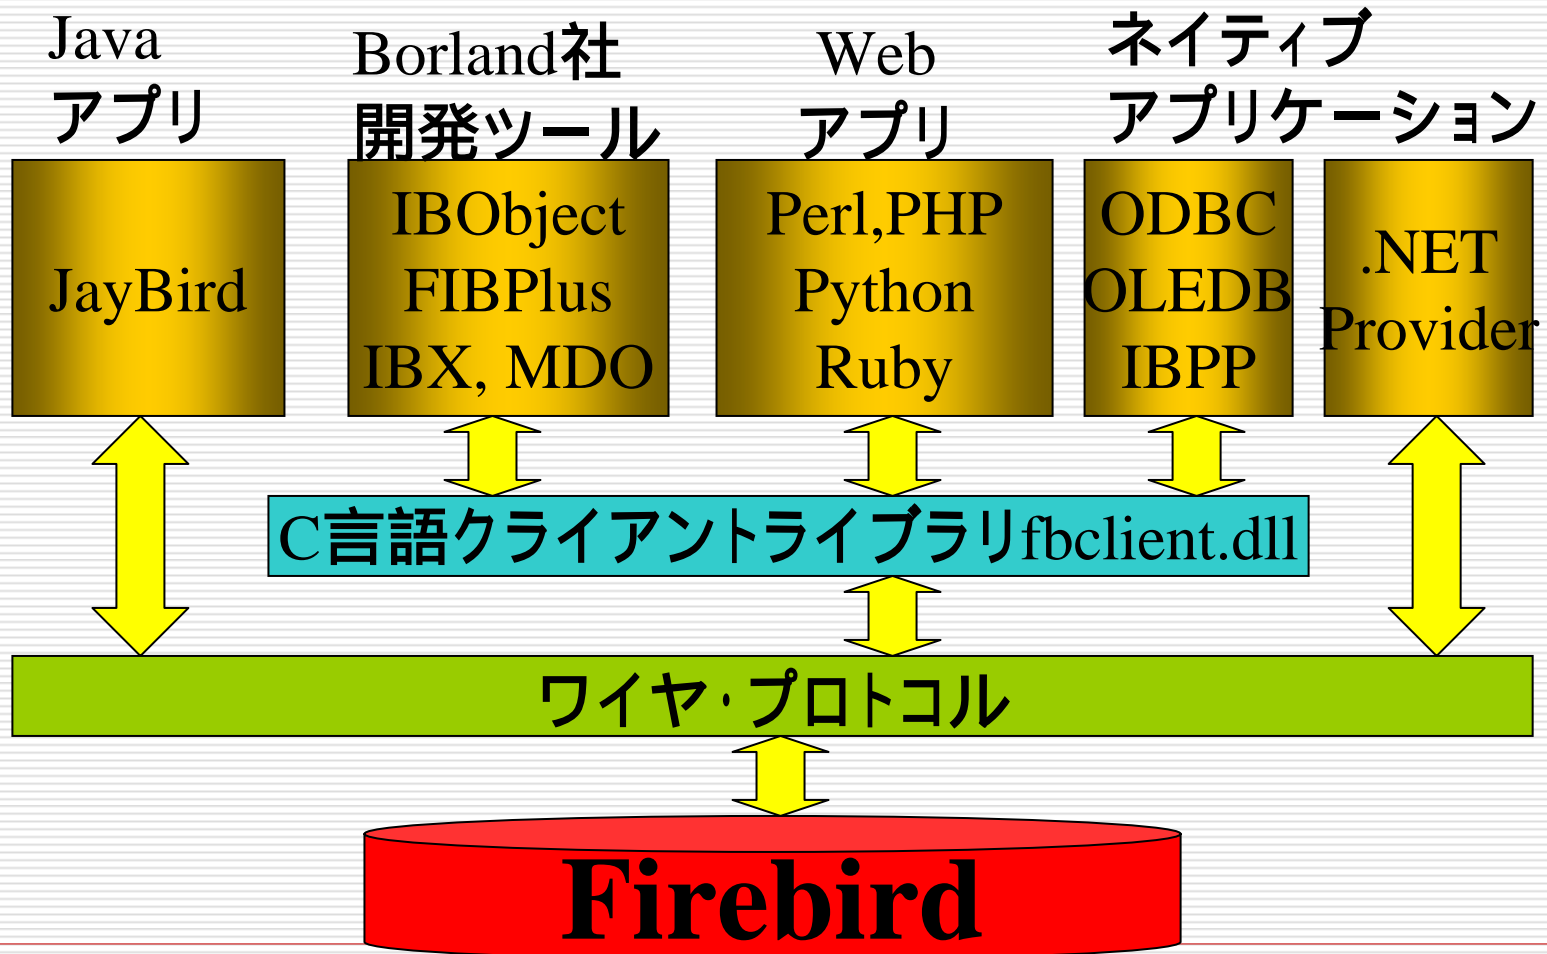 Java
アプリ
Borland社
開発ツール
Web
アプリ
ネイティブ
アプリケーション
JayBird
IBObject
FIBPlus
IBX, MDO
Perl,PHP
Python
Ruby
ODBC
OLEDB
IBPP
.NET
Provider
C言語クライアントライブラリfbclient.dll
ワイヤ・プロトコル
Firebird